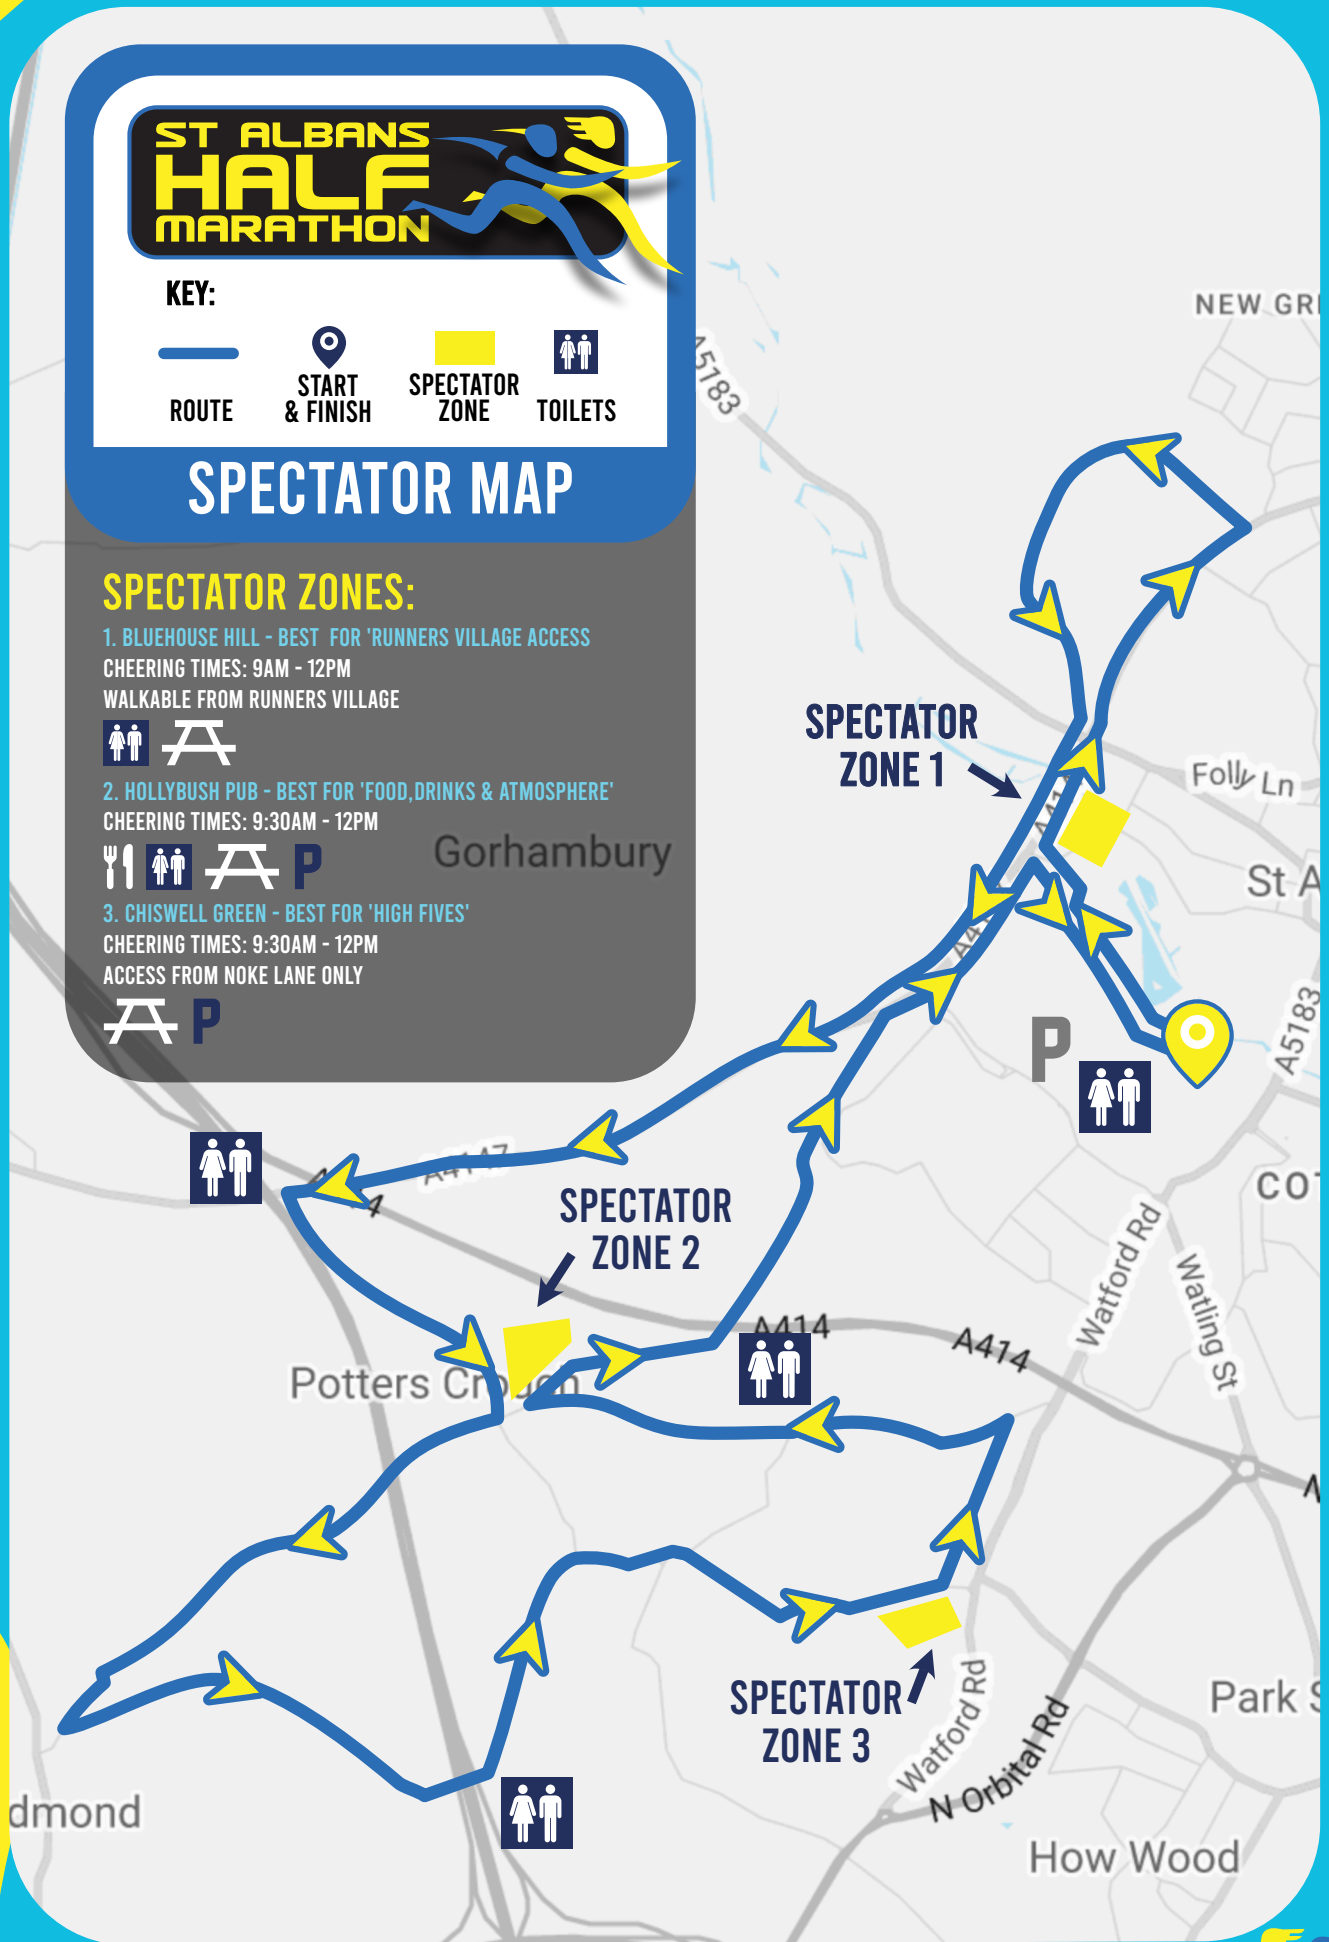 ST ALBANS
HALF
MARATHON
KEY:
ROUTE
START
& FINISH
SPECTATOR
ZONE
TOILETS
SPECTATOR MAP
SPECTATOR ZONES:
1. BLUEHOUSE HILL - BEST FOR 'RUNNERS VILLAGE ACCESS
CHEERING TIMES: 9AM - 12PM
WALKABLE FROM RUNNERS VILLAGE
2. HOLLYBUSH PUB - BEST FOR 'FOOD,DRINKS & ATMOSPHERE'
CHEERING TIMES: 9:30AM - 12PM
P
3. CHISWELL GREEN - BEST FOR 'HIGH FIVES'
CHEERING TIMES: 9:30AM - 12PM
ACCESS FROM NOKE LANE ONLY
P
Gorhambury
NEW GRE
A5183
SPECTATOR
ZONE 1
Folly Ln
St A
A5183
P
COT
A4147
SPECTATOR
ZONE 2
Watford Rd
Watling St
A414
A414
Potters Crouch
SPECTATOR
ZONE 3
Watford Rd
N Orbital Rd
Park S
dmond
How Wood